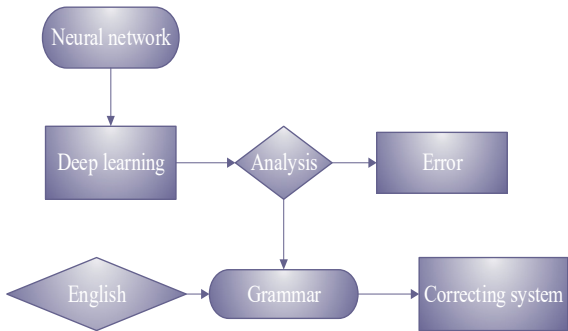 Neural network
Deep learning
Analysis
Error
English
Grammar
Correcting system